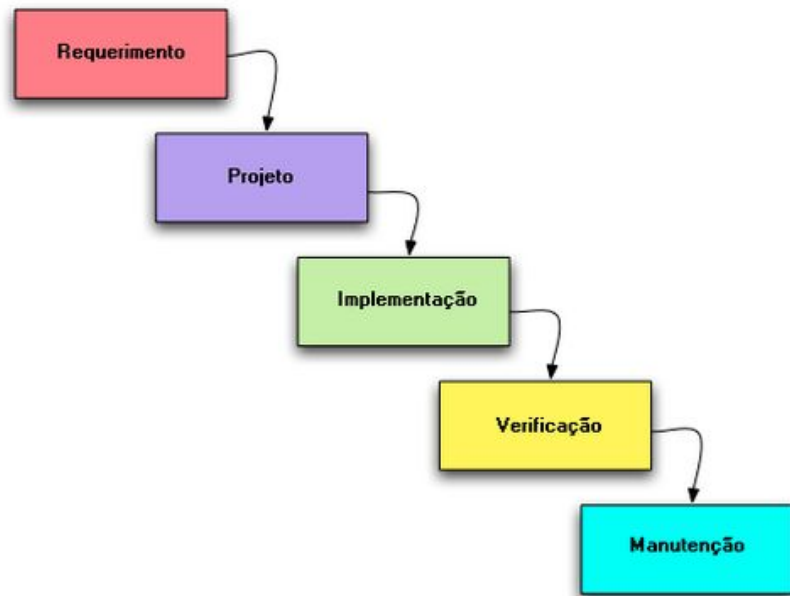 Requerimento
Projeto
Implementação
Verificação
Manutenção